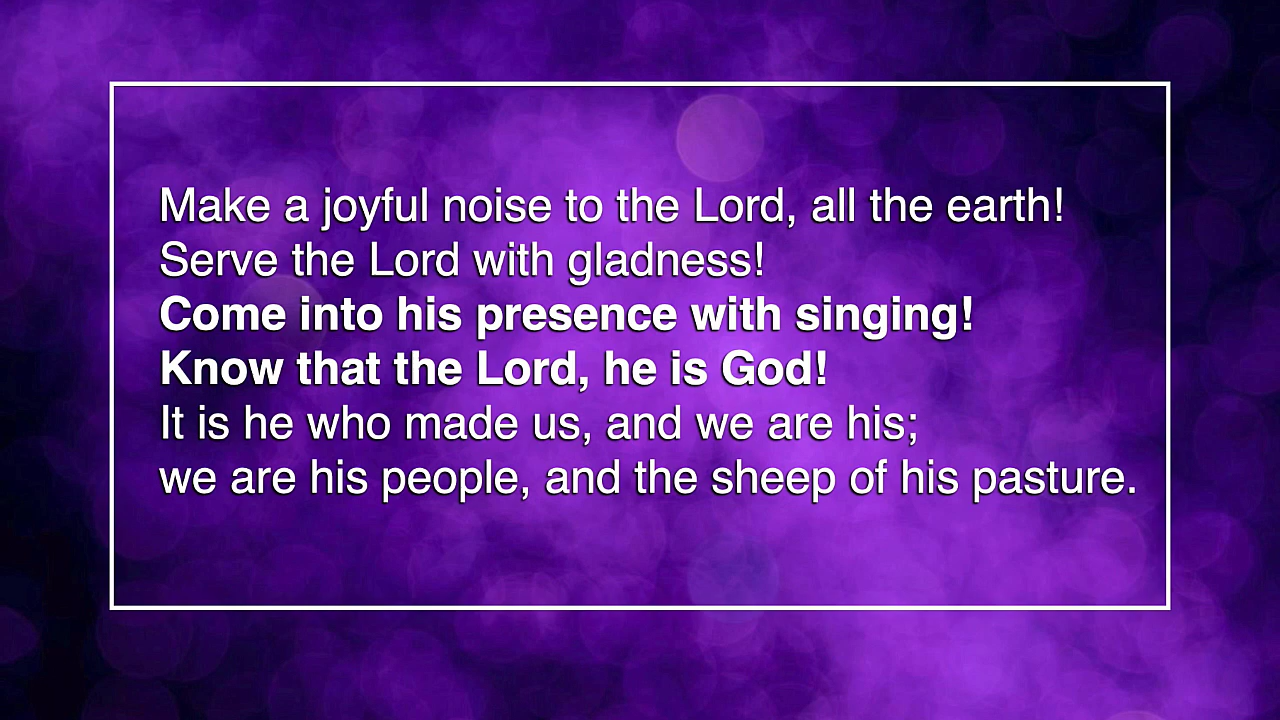 Make a joyful noise to the Lord, all the earth!
Serve the Lord with gladness!
Come into his presence with singing!
Know that the Lord, he is God!
It is he who made us, and we are his;
we are his people, and the sheep of his pasture.